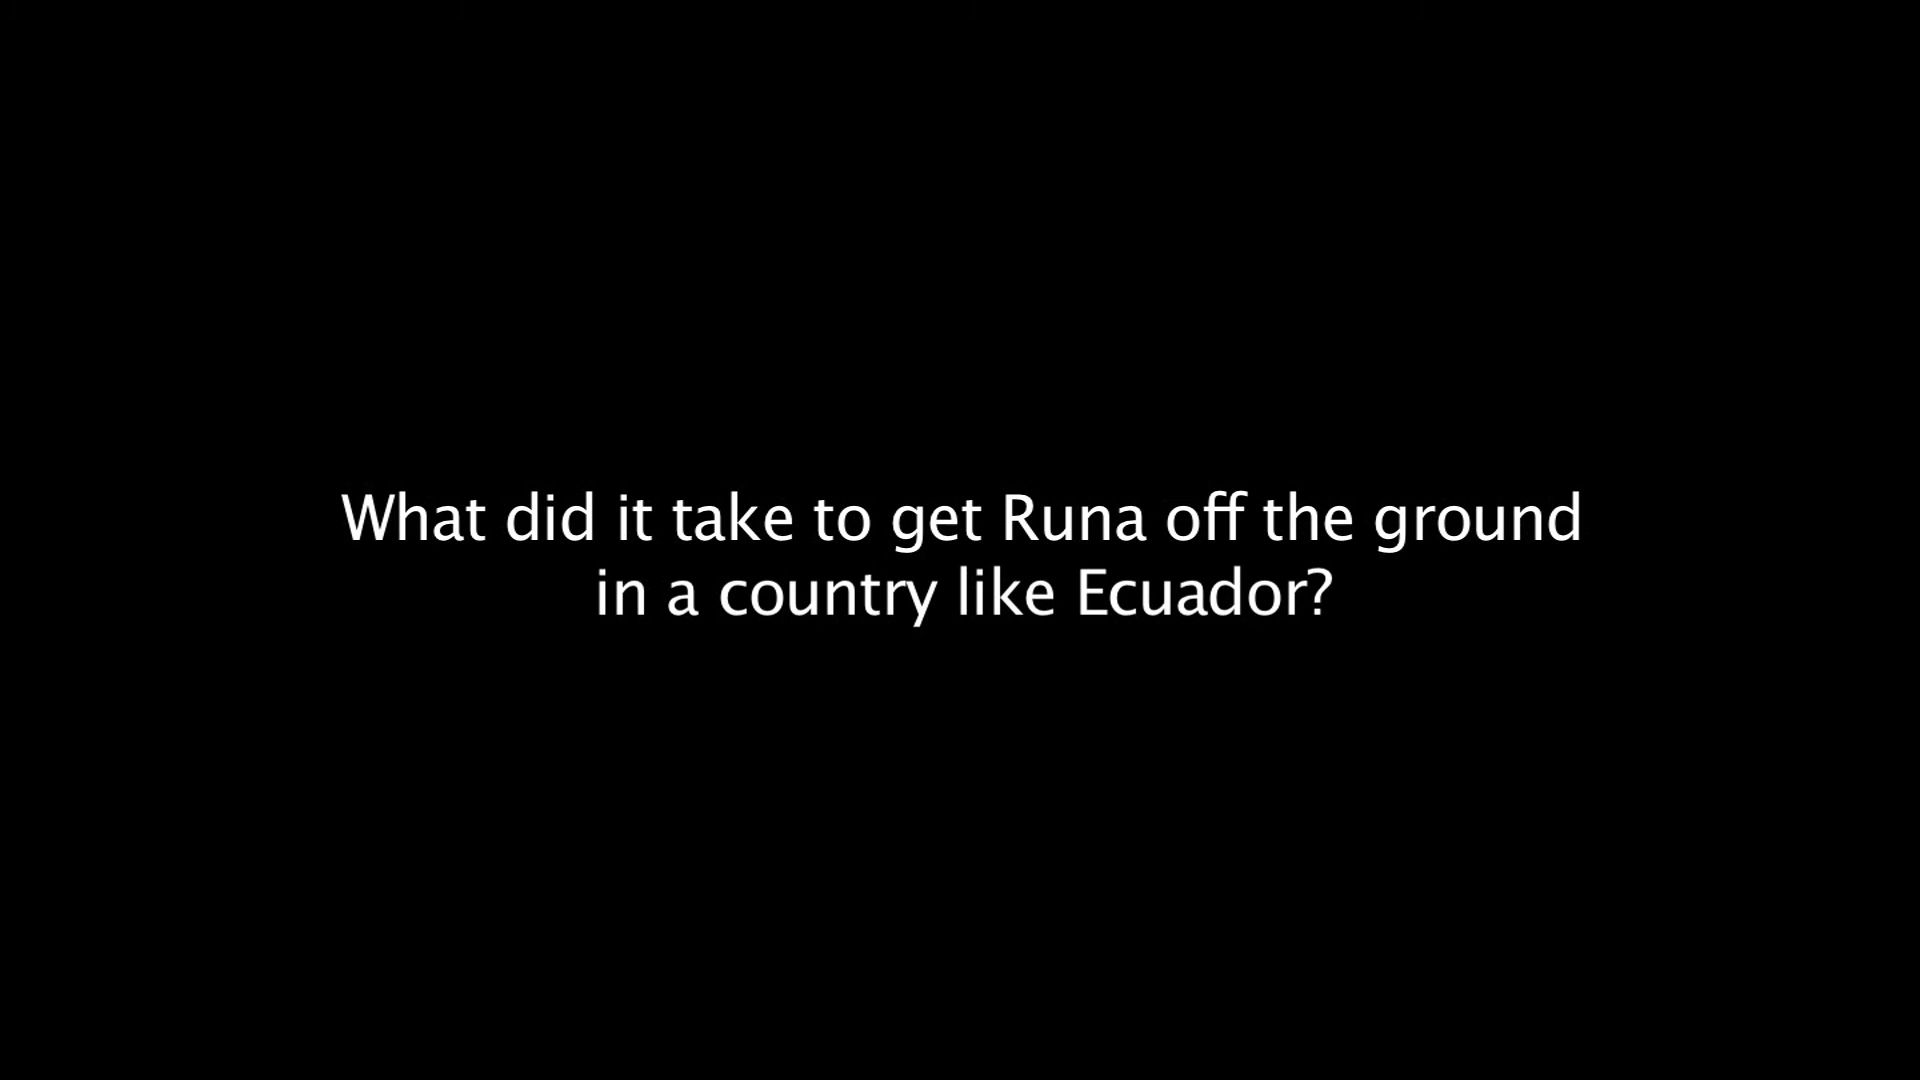 What did it take to get Runa off the ground
in a country like Ecuador?